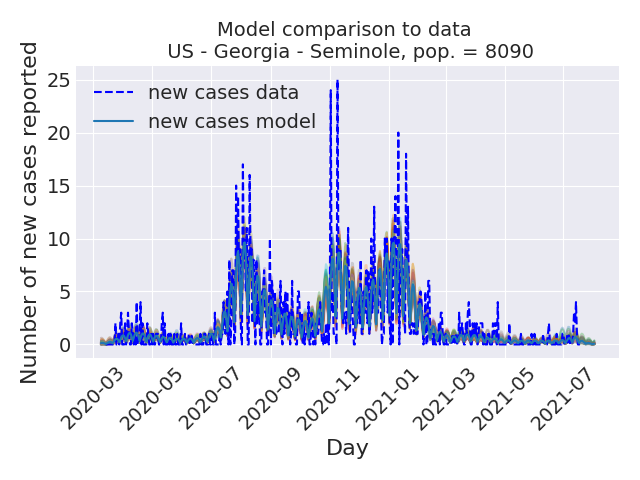 Model comparison to data
US - Georgia - Seminole, pop. = 8090
Number of new cases reported
25
20
15
10
5
0
new cases data
new cases model
2020-03
2020-05
2020-07
2020-09
2020-11
2021-01
2021-03
2021-05
2021-07
Day